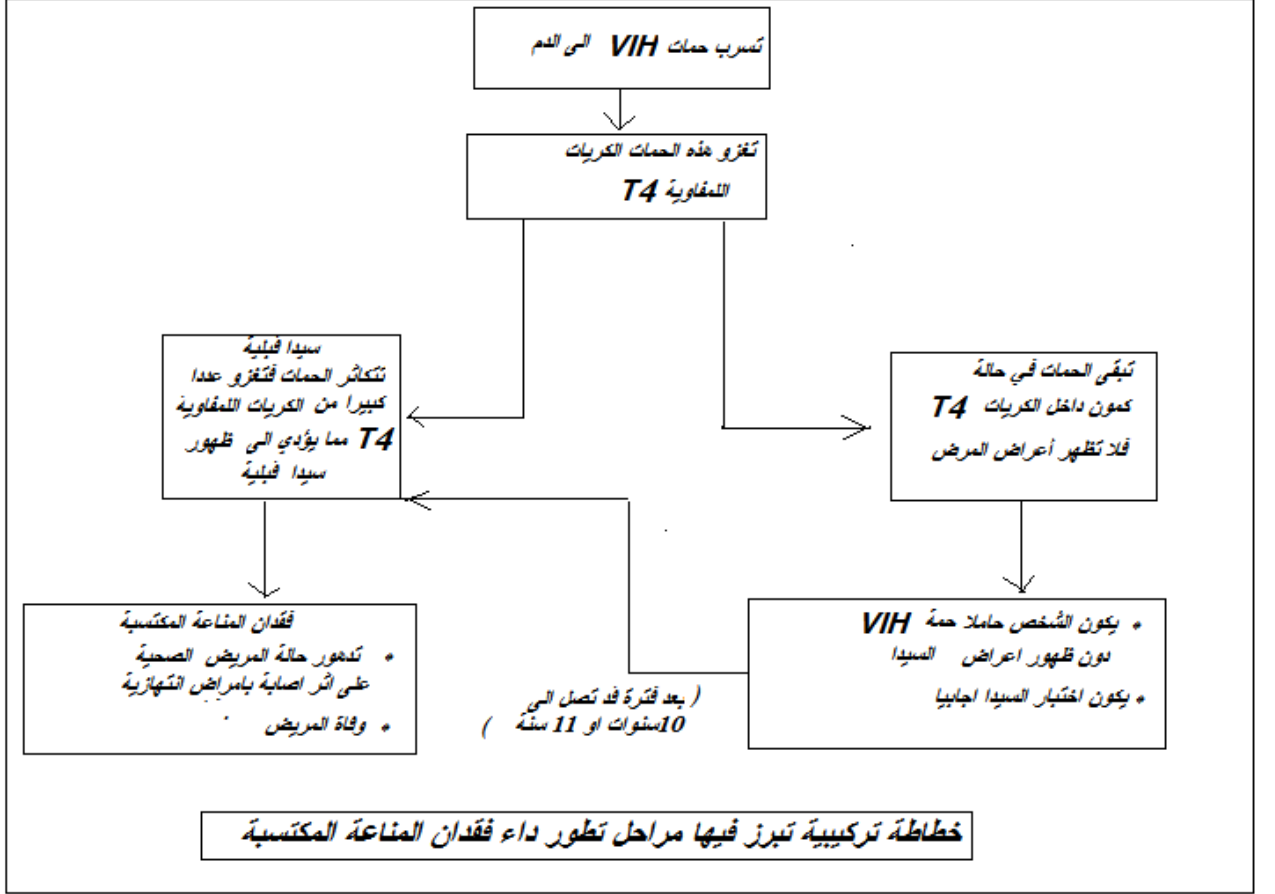 تسرب حمات VIH الى الدم
تغزو هذه الحمات الكريات
اللمفاوية T4
تبقى الحمات في حالة
كمون داخل الكريات T4
فلا تظهر أعراض المرض
سيدا قبلية
تتكاثر الحمات فتغزو عددا
كبيرا من الكريات اللمفاوية
T4 مما يؤدي الى ظهور
سيدا قبلية
* يكون الشخص حاملا حمة VIH
دون ظهور اعراض السيدا
* يكون اختبار السيدا اجابيا
( بعد فترة قد تصل الى
10سنوات او 11 سنة )
فقدان المناعة المكتسبة
* تدهور حالة المريض الصحية
على اثر اصابة بامراض انتهازية
* وفاة المريض
خطاطة تركيبية تبرز فيها مراحل تطور داء فقدان المناعة المكتسبة